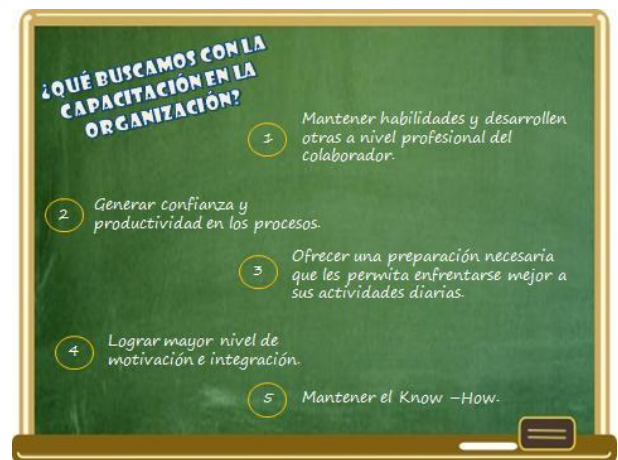 ¿QUÉ BUSCAMOS CON LA
CAPACITACIÓN EN LA
ORGANIZACIÓN?
1
Mantener habilidades y desarrollen
otras a nivel profesional del
colaborador.
2
Generar confianza y
productividad en los procesos.
3
Ofrecer una preparación necesaria
que les permita enfrentarse mejor a
sus actividades diarias.
4
Lograr mayor nivel de
motivación e integración.
5
Mantener el Know –How.